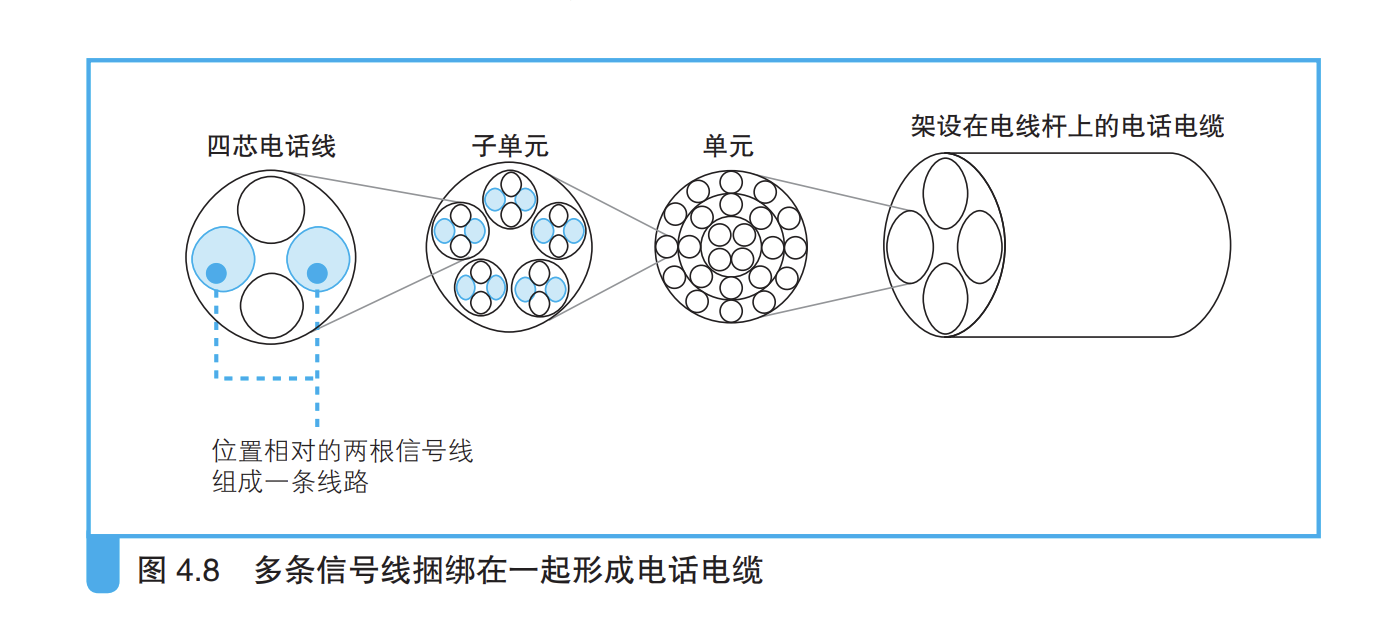 四芯电话线
子单元
单元
架设在电线杆上的电话电缆
位置相对的两根信号线
组成一条线路
图 4.8 多条信号线捆绑在一起形成电话电缆